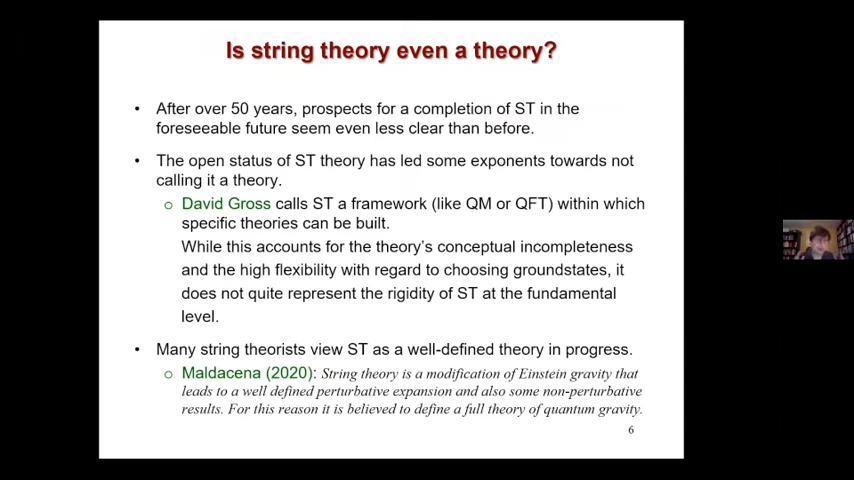 Is string theory even a theory?
• After over 50 years, prospects for a completion of ST in the
foreseeable future seem even less clear than before.
• The open status of ST theory has led some exponents towards not
calling it a theory.
o David Gross calls ST a framework (like QM or QFT) within which
specific theories can be built.
While this accounts for the theory's conceptual incompleteness
and the high flexibility with regard to choosing groundstates, it
does not quite represent the rigidity of ST at the fundamental
level.
• Many string theorists view ST as a well-defined theory in progress.
o Maldacena (2020): String theory is a modification of Einstein gravity that
leads to a well defined perturbative expansion and also some non-perturbative
results. For this reason it is believed to define a full theory of quantum gravity.
6